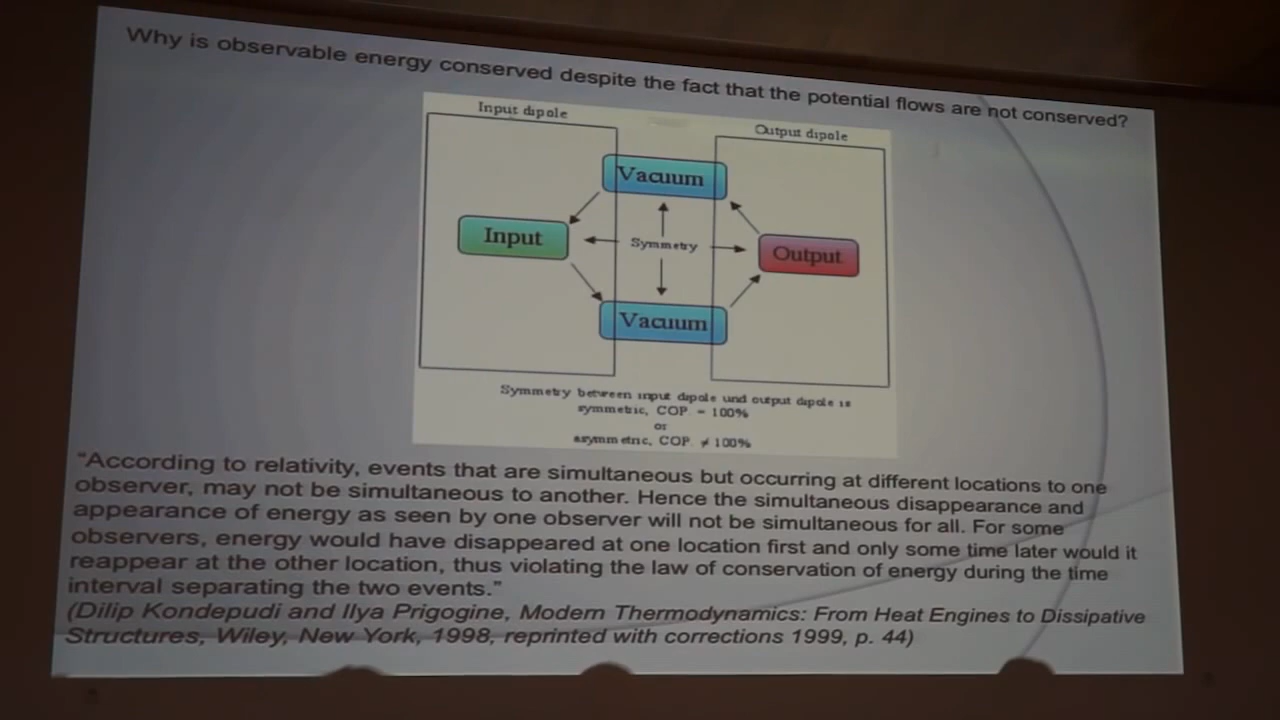 Why is observable energy conserved despite the fact that the potential flows are not conserved?
Input dipole
Output dipole
Vacuum
Input
Symmetry
Output
Vacuum
Symmetry between input dipole und output dipole is
symmetric, COP = 100%
or
asymmetric, COP ≠ 100%
"According to relativity, events that are simultaneous but occurring at different locations to one
observer, may not be simultaneous to another. Hence the simultaneous disappearance and
appearance of energy as seen by one observer will not be simultaneous for all. For some
observers, energy would have disappeared at one location first and only some time later would it
reappear at the other location, thus violating the law of conservation of energy during the time
interval separating the two events."
(Dilip Kondepudi and Ilya Prigogine, Modern Thermodynamics: From Heat Engines to Dissipative
Structures, Wiley, New York, 1998, reprinted with corrections 1999, p. 44)